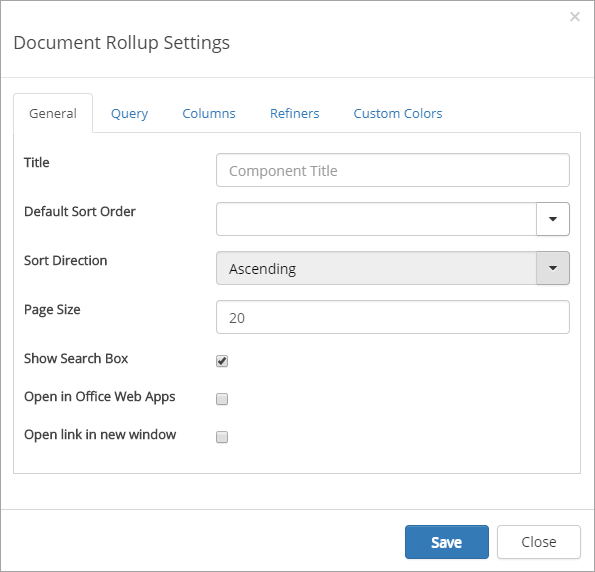 ×
Document Rollup Settings
General Query Columns Refiners Custom Colors
Title Component Title
Default Sort Order
Sort Direction Ascending
Page Size 20
Show Search Box
Open in Office Web Apps
Open link in new window
Save Close